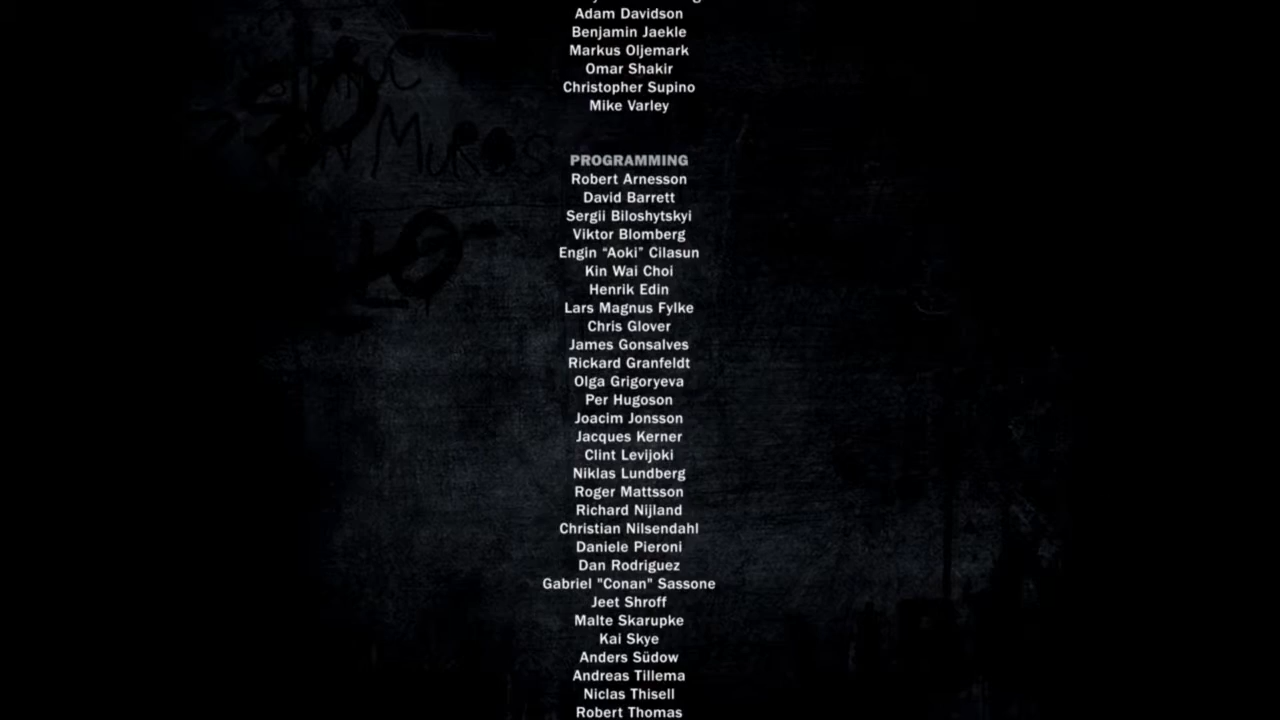 Adam Davidson
Benjamin Jaekle
Markus Oljemark
Omar Shakir
Christopher Supino
Mike Varley
MUROS
PROGRAMMING
Robert Arnesson
David Barrett
Sergii Biloshytskyi
Viktor Blomberg
Engin “Aoki” Cilasun
Kin Wai Choi
Henrik Edin
Lars Magnus Fylke
Chris Glover
James Gonsalves
Rickard Granfeldt
Olga Grigoryeva
Per Hugoson
Joacim Jonsson
Jacques Kerner
Clint Levijoki
Niklas Lundberg
Roger Mattsson
Richard Nijland
Christian Nilsendahl
Daniele Pieroni
Dan Rodriguez
Gabriel "Conan" Sassone
Jeet Shroff
Malte Skarupke
Kai Skye
Anders Südow
Andreas Tillema
Niclas Thisell
Robert Thomas